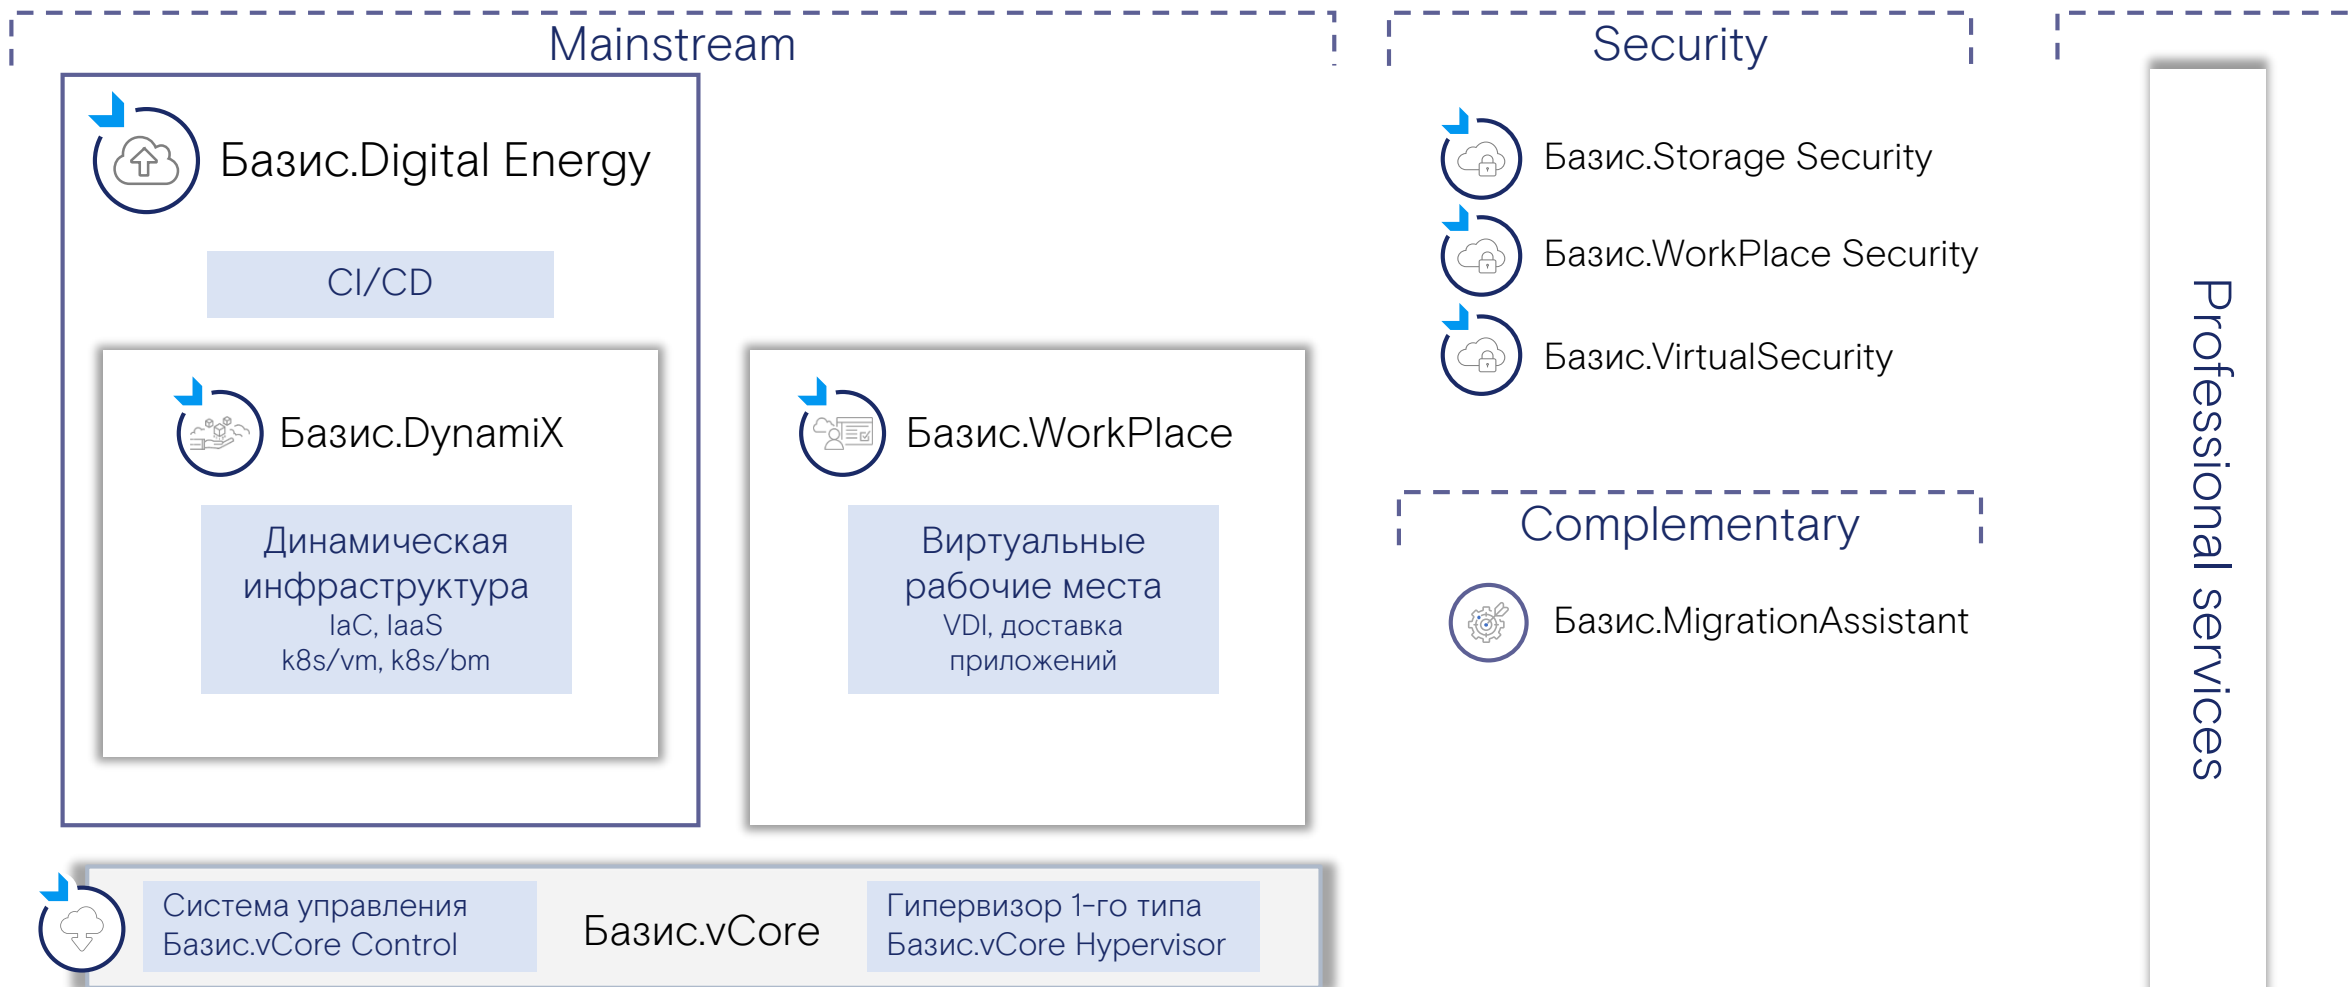 Mainstream
Базис.Digital Energy
CI/CD
Базис.DynamiX
Динамическая
инфраструктура
IaC, IaaS
k8s/vm, k8s/bm
Базис.WorkPlace
Виртуальные
рабочие места
VDI, доставка
приложений
Система управления
Базис.vCore Control
Базис.vCore
Гипервизор 1-го типа
Базис.vCore Hypervisor
Security
Базис.Storage Security
Базис.WorkPlace Security
Базис.VirtualSecurity
Complementary
Базис.MigrationAssistant
Professional services